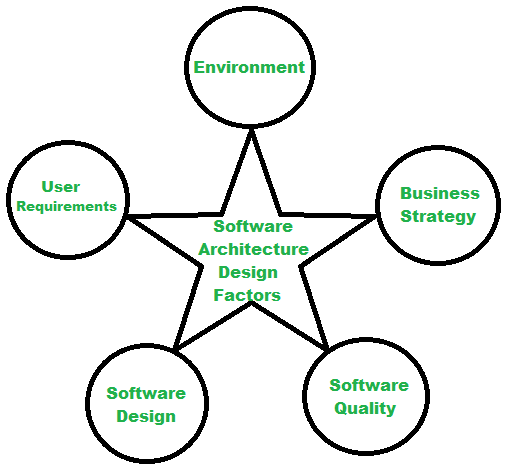 Environment
User
Requirements
Business
Strategy
Software
Architecture
Design
Factors
Software
Design
Software
Quality